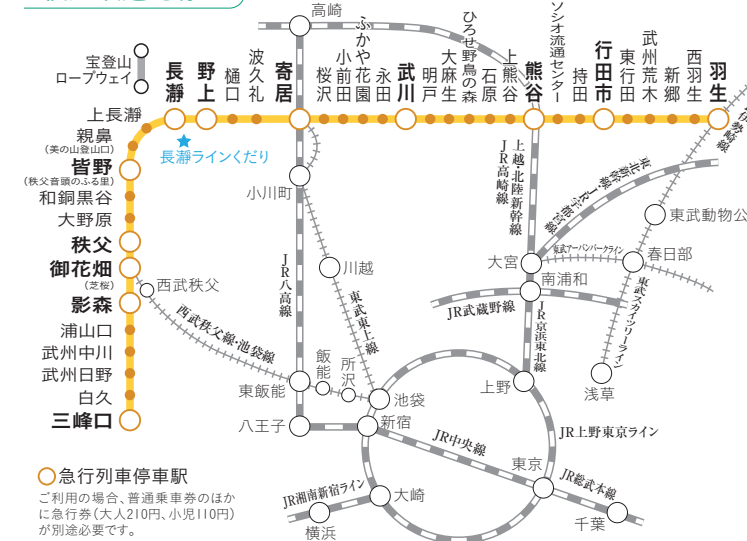 高崎
宝登山
ロープウェイ
長瀞
野上
樋口
波久礼
寄居
桜沢
小前田
ふかや花園
永田
武川
明戸
大麻生
ひろせ野鳥の森
石原
上熊谷
熊谷
ソシオ流通センター
持田
行田市
東行田
武州荒木
新郷
西羽生
羽生
上長瀞
親鼻
(美の山登山口)
皆野
(秩父音頭のふる里)
和銅黒谷
大野原
秩父
御花畑
(芝桜)
影森
浦山口
武州中川
武州日野
白久
三峰口
長瀞ラインくだり
伊勢崎線
小川町
上越・北陸新幹線
JR高崎線
東北新幹線・JR宇都宮線
東武動物公
大宮
東武アーバンパークライン
春日部
西武秩父
川越
JR八高線
東武東上線
南浦和
JR武蔵野線
JR京浜東北線
東武スカイツリーライン
西武秩父線・池袋線
飯能
所沢
東飯能
池袋
上野
浅草
八王子
新宿
JR中央線
JR上野東京ライン
東京
JR総武本線
JR湘南新宿ライン
大崎
横浜
千葉
急行列車停車駅
ご利用の場合、普通乗車券のほか
に急行券(大人210円、小児110円)
が別途必要です。